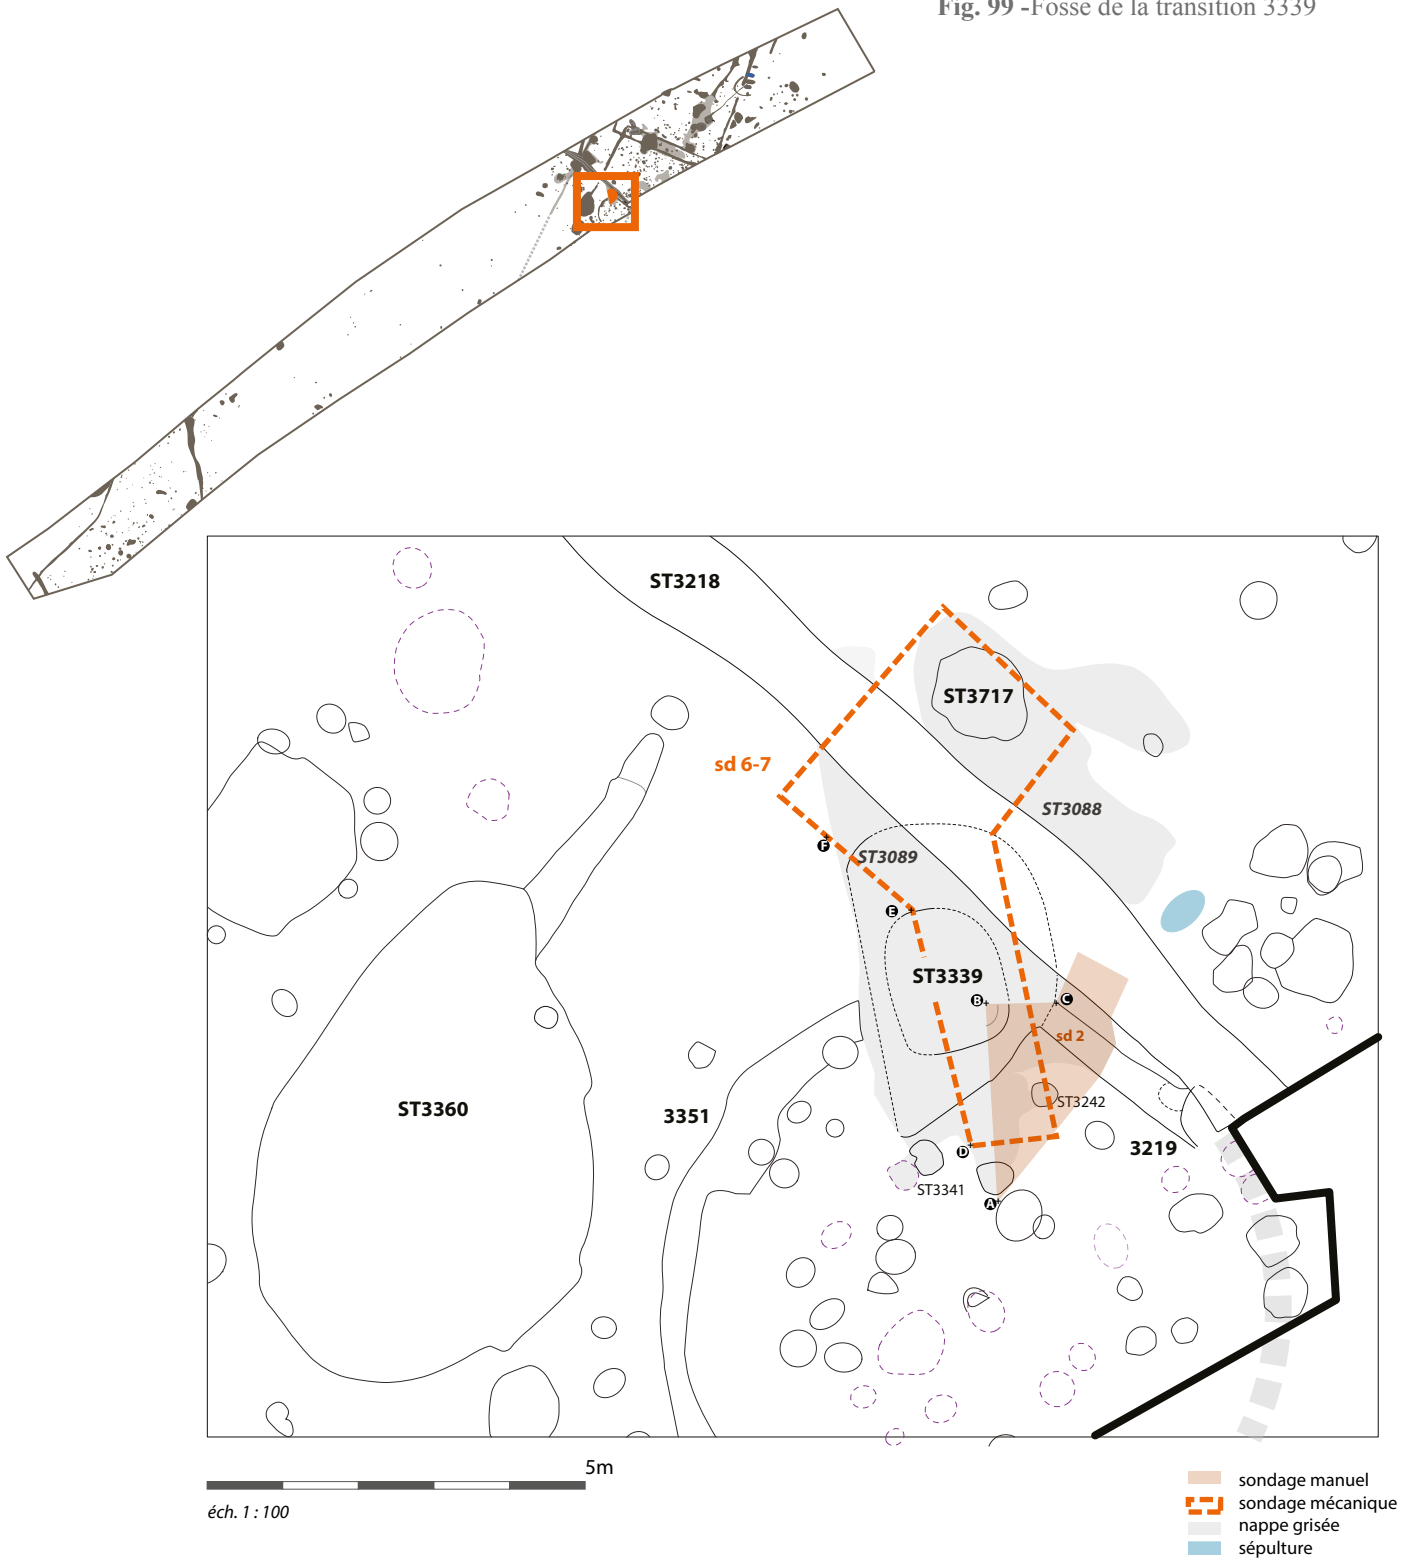 Fig. 99 -Fosse de la transition 3339
ST3218
ST3717
sd 6-7
ST3088
F
ST3089
E
ST3339
B
C
sd 2
ST3360
3351
ST3242
3219
D
ST3341
A
5m
éch. 1 : 100
sondage manuel
sondage mécanique
nappe grisée
sépulture